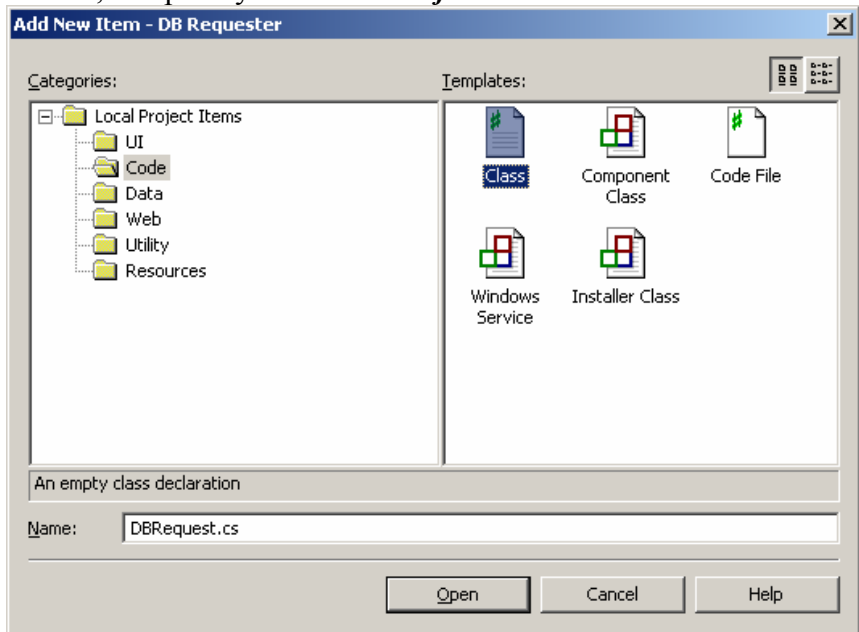 Add New Item - DB Requester
Categories:
Templates:
Local Project Items
UI
Code
Data
Web
Utility
Resources
Class
Component
Class
Code File
Windows
Service
Installer Class
An empty class declaration
Name:
DBRequest.cs
Open
Cancel
Help